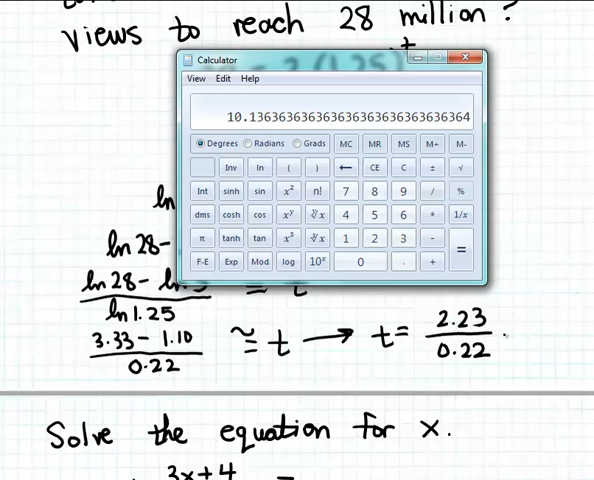 views to reach 28 million?
Calculator
View Edit Help
10.136363636363636363636363636364
Degrees Radians Grads MC MR MS M+ M-
Inv ln ( ) ← CE C ± √
Int sinh sin x² n! 7 8 9 / %
dms cosh cos xʸ ʸ√x 4 5 6 * 1/x
π tanh tan x³ ³√x 1 2 3 - =
F-E Exp Mod log 10ˣ 0 . +
ln
ln 28-
ln 28 - ln
ln 1.25
3.33 - 1.10
0.22
≅ t → t = 2.23
0.22
Solve the equation for x.
3x+4